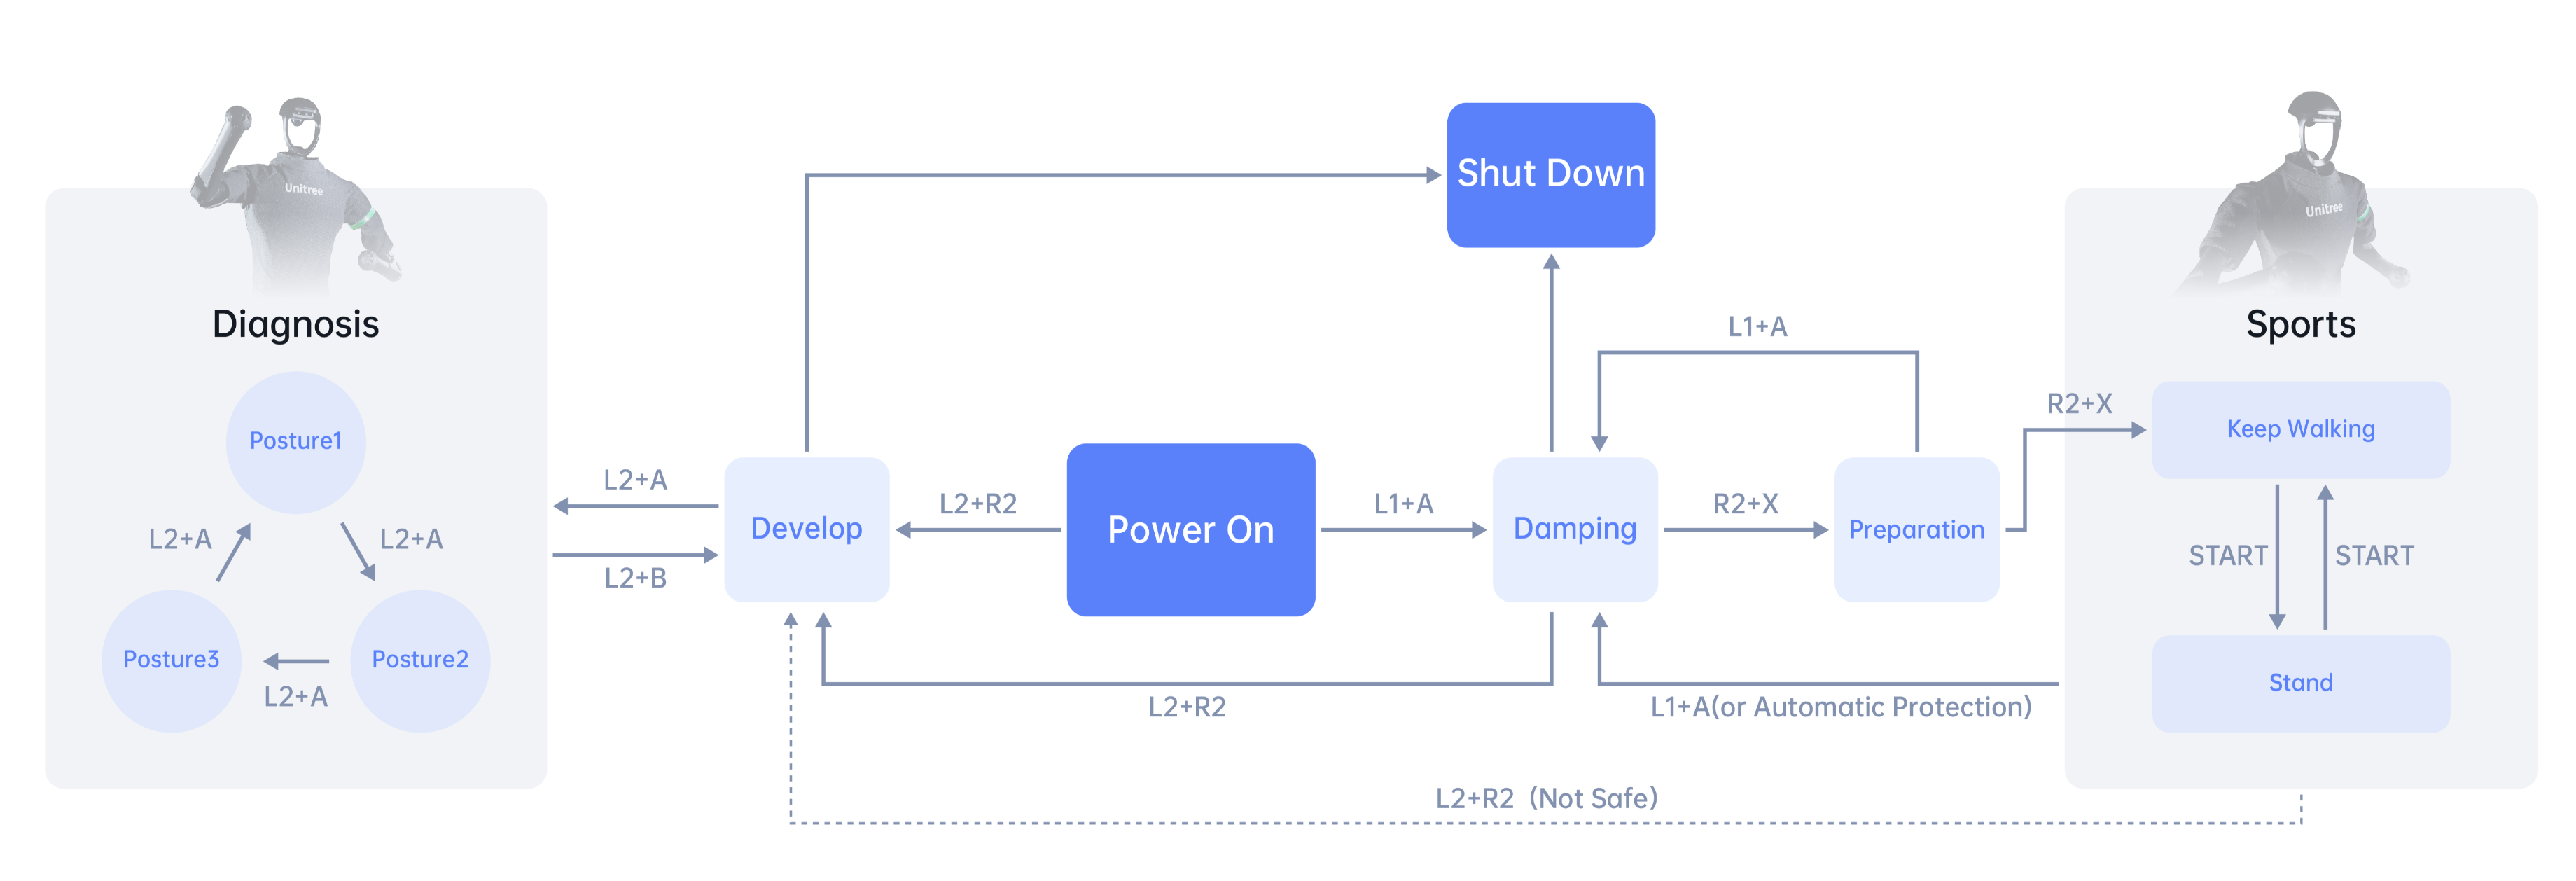 Unitree
Diagnosis
Posture1
L2+A
L2+A
Posture3
Posture2
L2+A
L2+A
L2+B
Develop
L2+R2
Power On
L1+A
Shut Down
Damping
L1+A
R2+X
Preparation
R2+X
Unitree
Sports
Keep Walking
START
START
Stand
L2+R2
L1+A(or Automatic Protection)
L2+R2 (Not Safe)